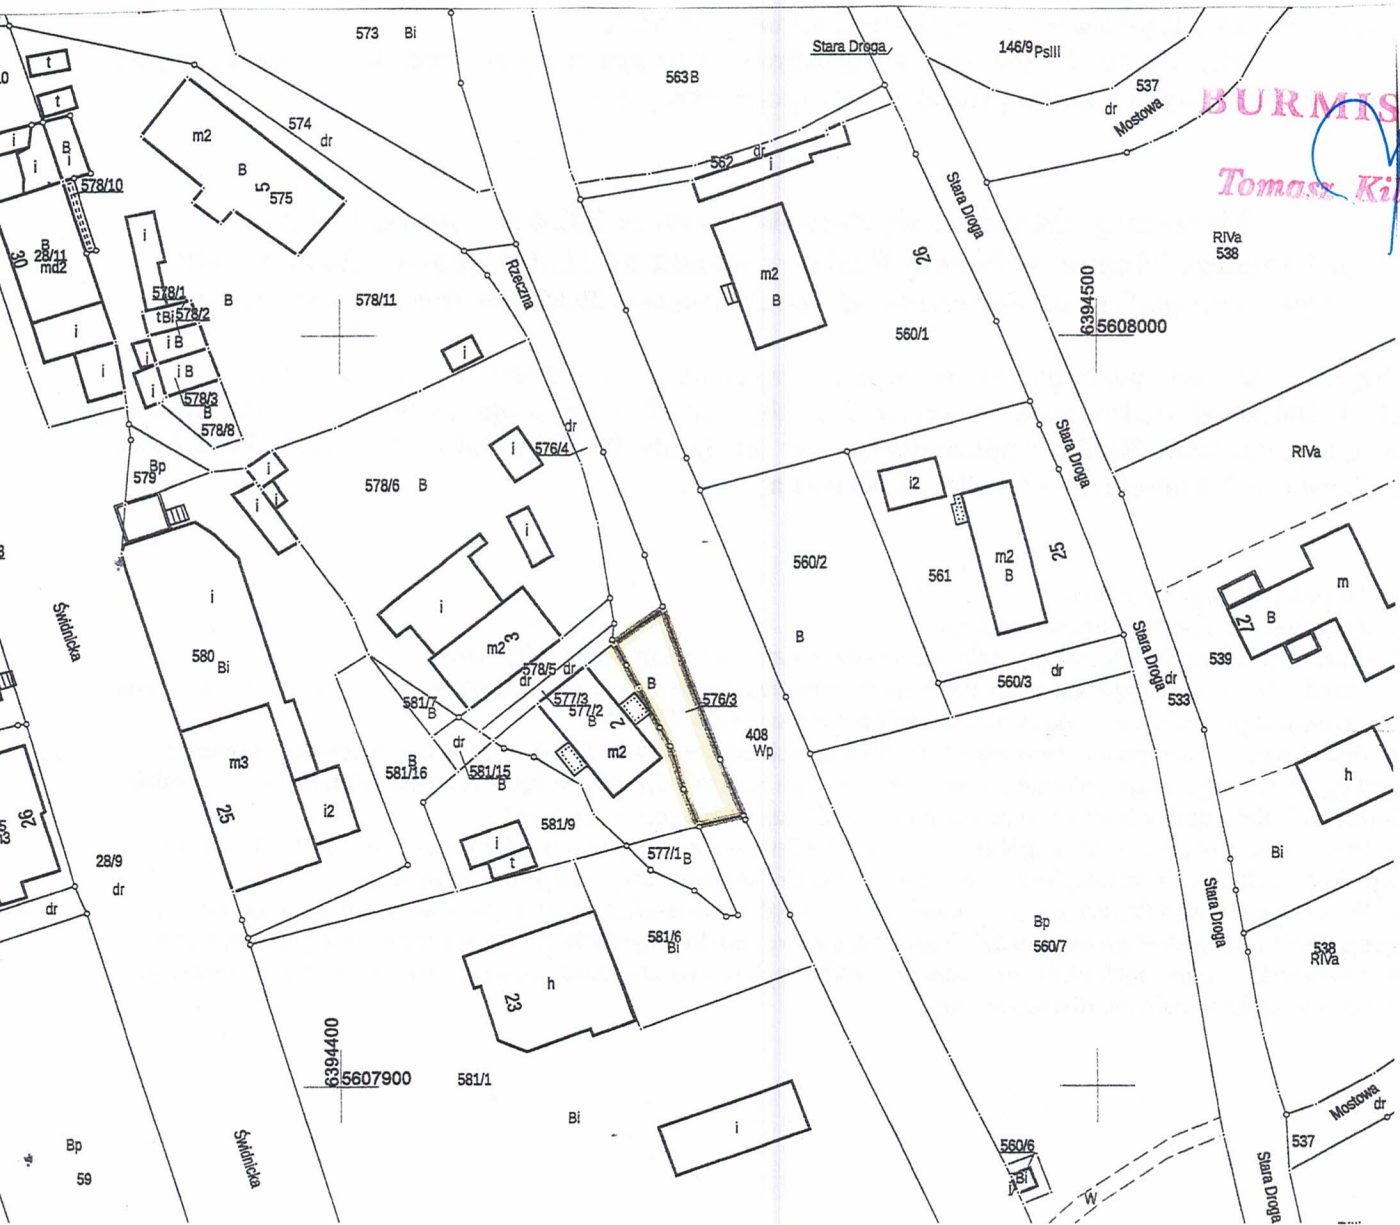 573 Bi
Stara Droga
146/9 PsIII
563 B
537
dr
Mostowa
BURMIS
Tomasz Ki
t
t
i
i
B
i
578/10
m2
B
5
575
574
dr
562
dr
i
Stara Droga
26
RIVa
538
B
28/11
md2
30
i
i
i
578/1
tBi
578/2
i B
i
i B
i
578/3
B
578/8
B
578/11
Rzeczna
i
m2
B
560/1
6394500
5608000
dr
576/4
i
Stara Droga
RIVa
Bp
579
i
i
i
578/6 B
i
i2
m2
B
25
561
560/2
B
Świdnicka
i
580
Bi
i
m2
3
578/5 dr
dr
577/3
577/2
B
2
m2
B
576/3
408
Wp
560/3
dr
Stara Droga
dr
533
539
27
B
m
581/7
B
dr
B
581/16
581/15
B
m3
25
i2
26
28/9
dr
dr
581/9
i
t
577/1 B
h
Bi
581/6
Bi
h
23
Bp
560/7
Stara Droga
538
RIVa
6394400
5607900
581/1
Bi
i
Bp
59
Świdnicka
560/6
Bi
W
Stara Droga
Mostowa
dr
537